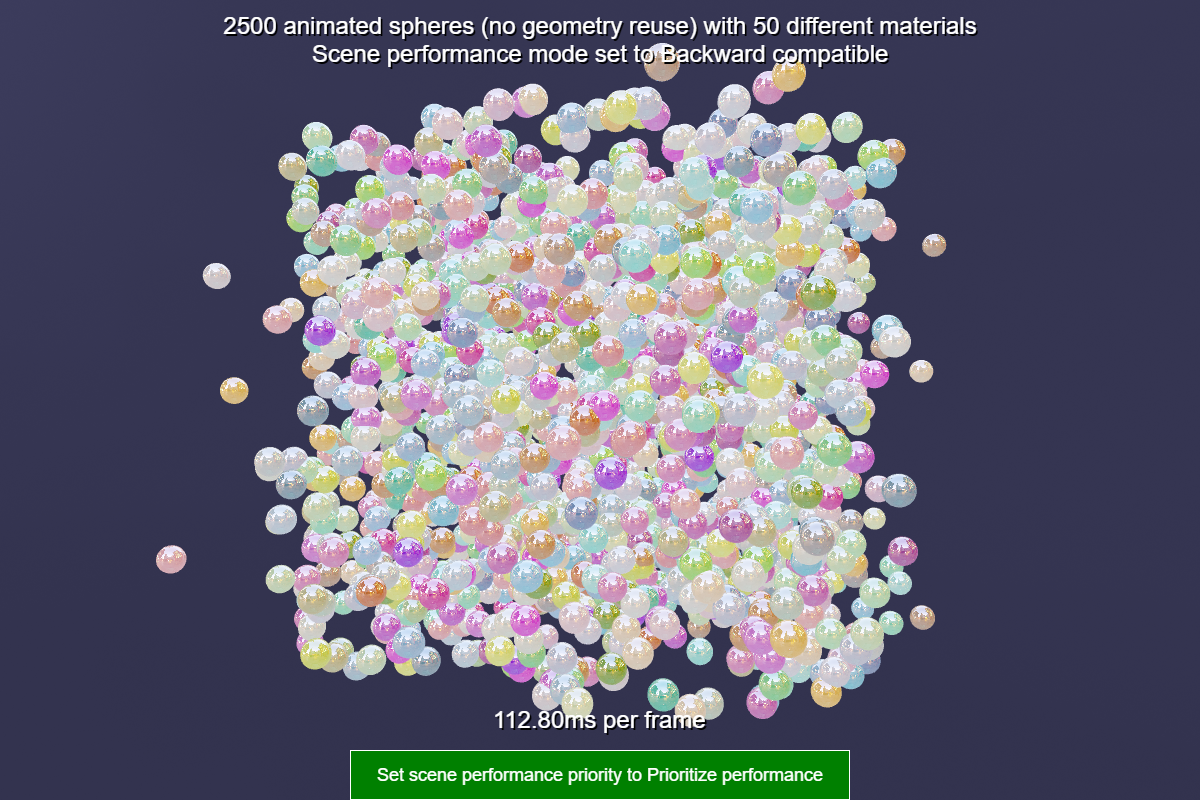 2500 animated spheres (no geometry reuse) with 50 different materials
Scene performance mode set to Backward compatible
112.80ms per frame
Set scene performance priority to Prioritize performance